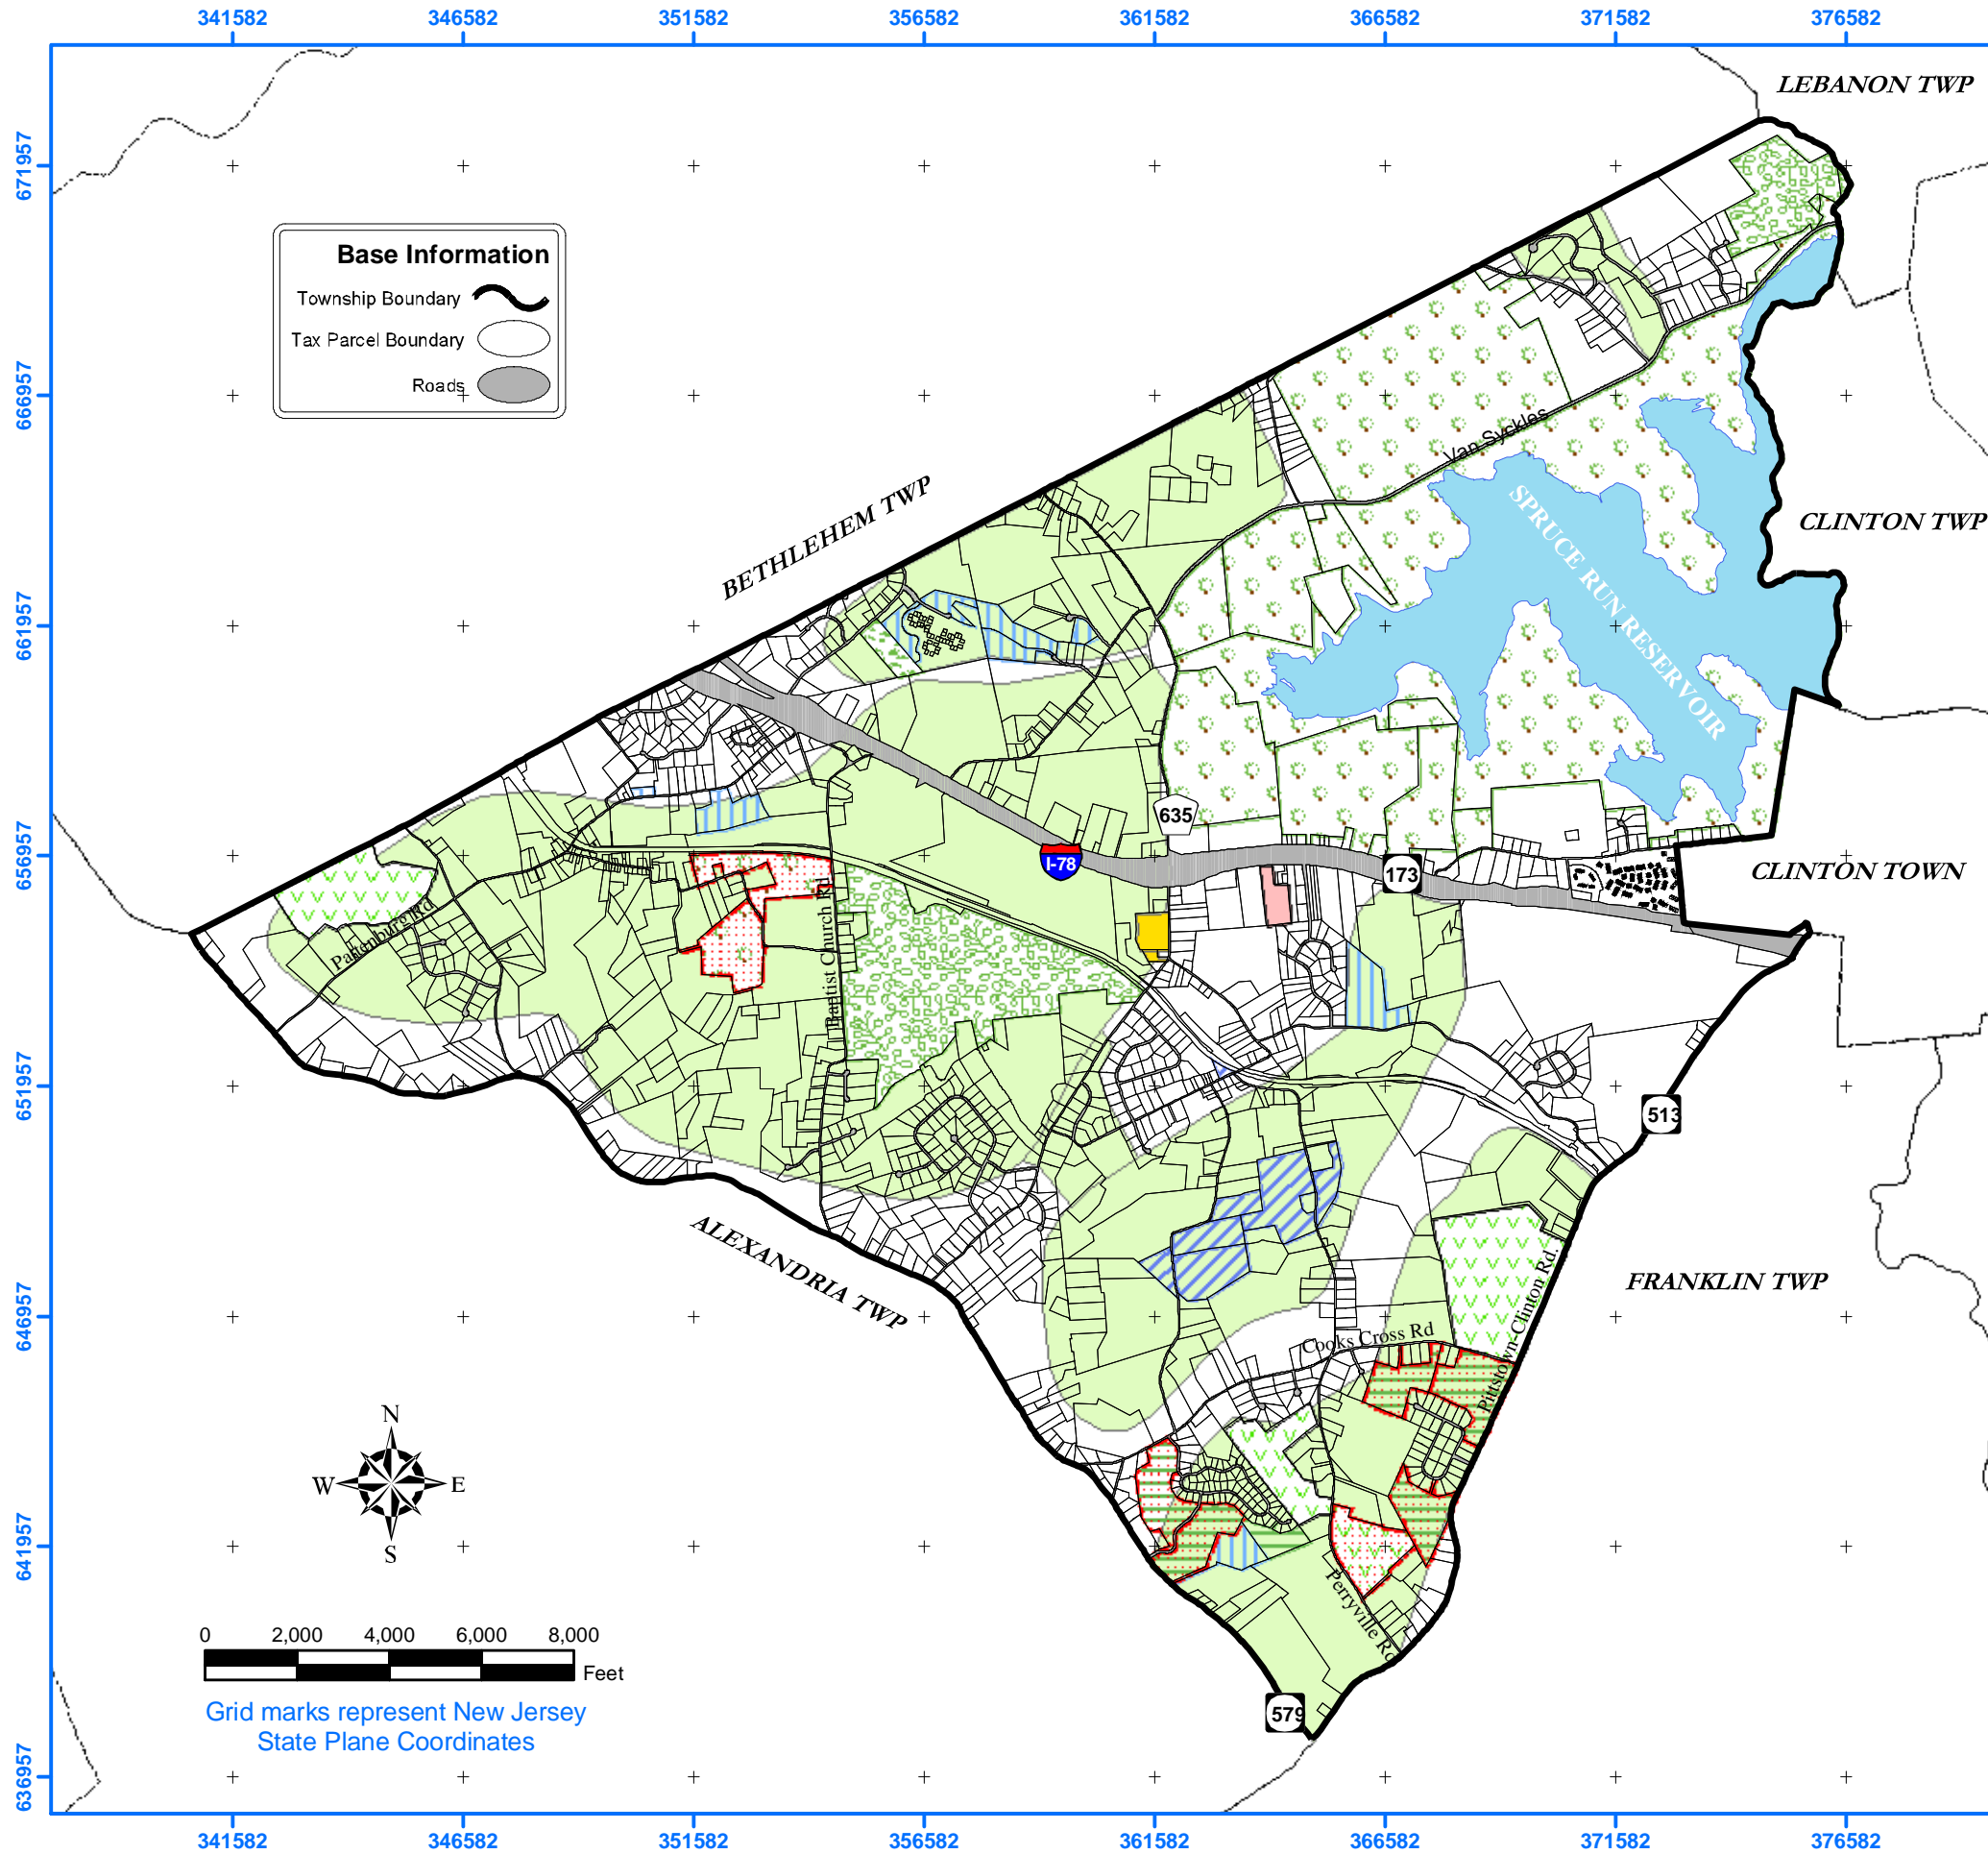 341582 346582 351582 356582 361582 366582 371582 376582
LEBANON TWP
671957
Base Information
Township Boundary
Tax Parcel Boundary
Roads
666957
Van Syckles
BETHLEHEM TWP
SPRUCE RUN RESERVOIR
CLINTON TWP
661957
635
656957
I-78
173
CLINTON TOWN
Pattenburg Rd
Baptist Church Rd
651957
513
ALEXANDRIA TWP
FRANKLIN TWP
646957
Cooks Cross Rd
Pittstown-Clinton Rd.
N
W E
S
641957
Perryville Rd
0 2,000 4,000 6,000 8,000
Feet
Grid marks represent New Jersey
State Plane Coordinates
579
636957
341582 346582 351582 356582 361582 366582 371582 376582